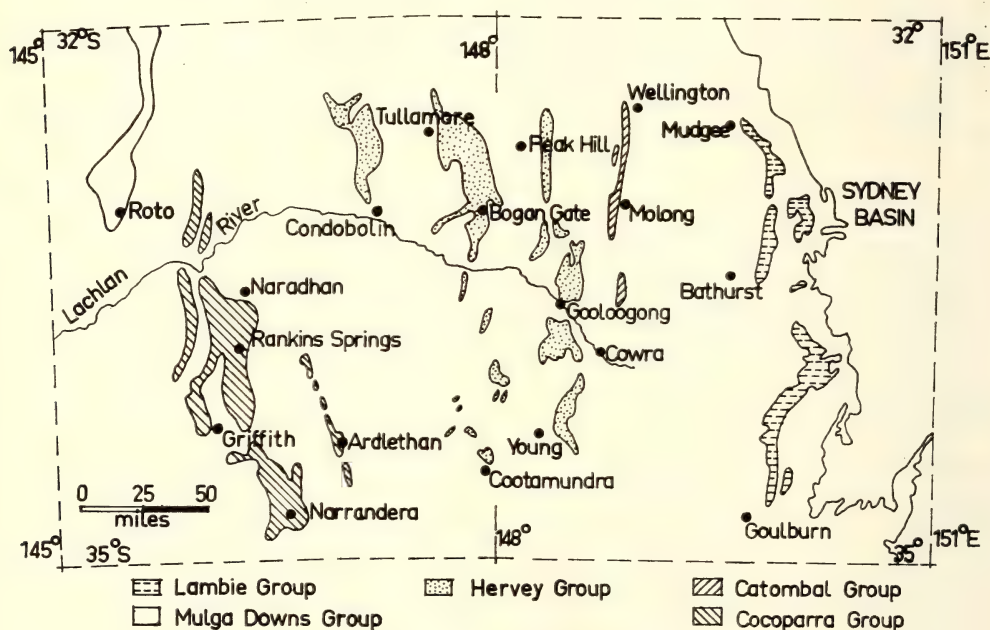 145° 32°S 148° 32° 151°E
Wellington
Tullamore
Mudgee
Peak Hill
SYDNEY
BASIN
Roto
River
Condobolin
Bogan Gate
Molong
Lachlan
Naradhan
Bathurst
Gooloogong
Rankins Springs
Cowra
Griffith
Ardlethan
Young
Cootamundra
0 25 50
miles
Narrandera
Goulburn
145° 35°S 148° 35° 151°E
Lambie Group Hervey Group Catombal Group
Mulga Downs Group Cocoparra Group